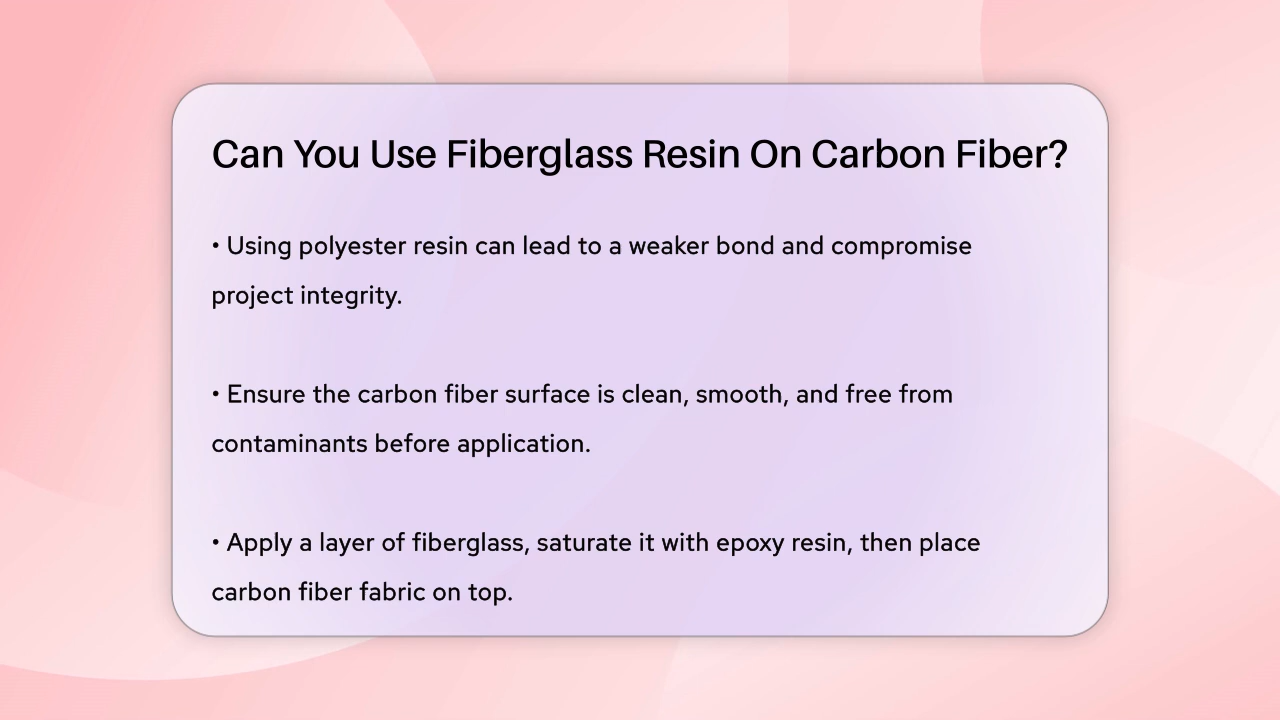 Can You Use Fiberglass Resin On Carbon Fiber?
• Using polyester resin can lead to a weaker bond and compromise
project integrity.
• Ensure the carbon fiber surface is clean, smooth, and free from
contaminants before application.
• Apply a layer of fiberglass, saturate it with epoxy resin, then place
carbon fiber fabric on top.